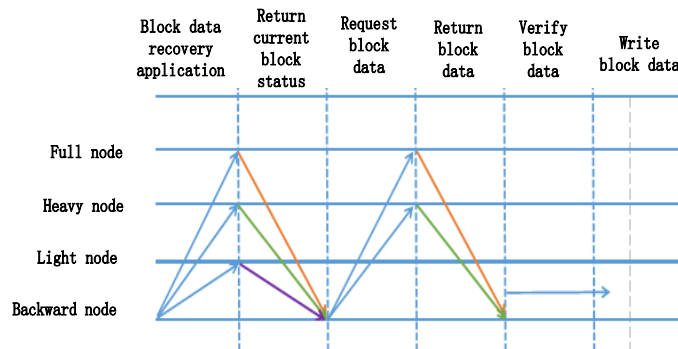 Block data
recovery
application
Return
current
block
status
Request
block
data
Return
block
data
Verify
block
data
Write
block data
Full node
Heavy node
Light node
Backward node